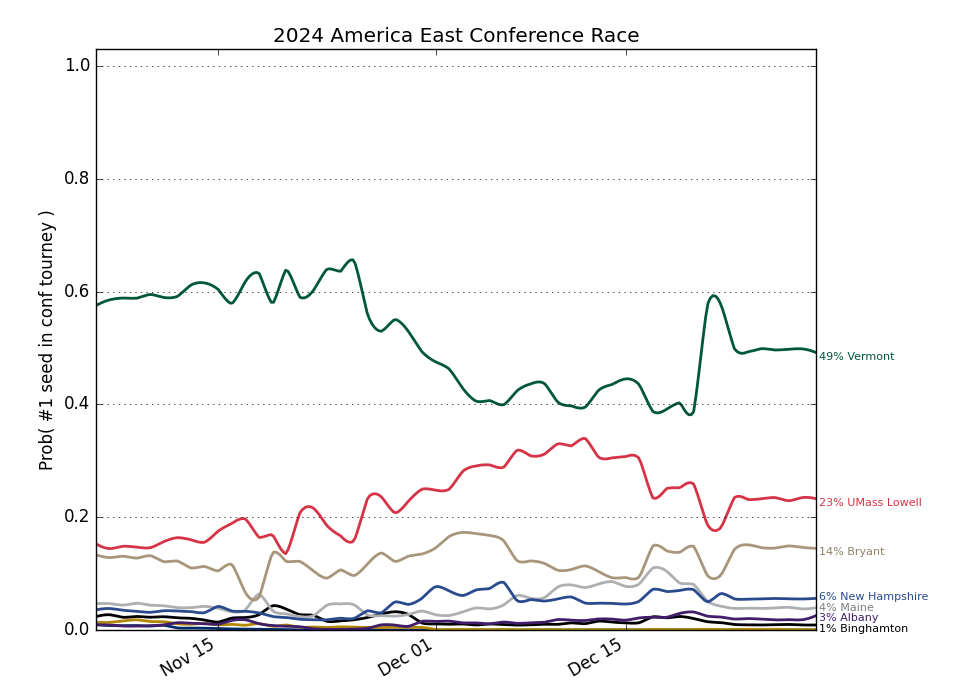 2024 America East Conference Race
Prob( #1 seed in conf tourney )
1.0
0.8
0.6
0.4
0.2
0.0
Nov 15
Dec 01
Dec 15
49% Vermont
23% UMass Lowell
14% Bryant
6% New Hampshire
4% Maine
3% Albany
1% Binghamton